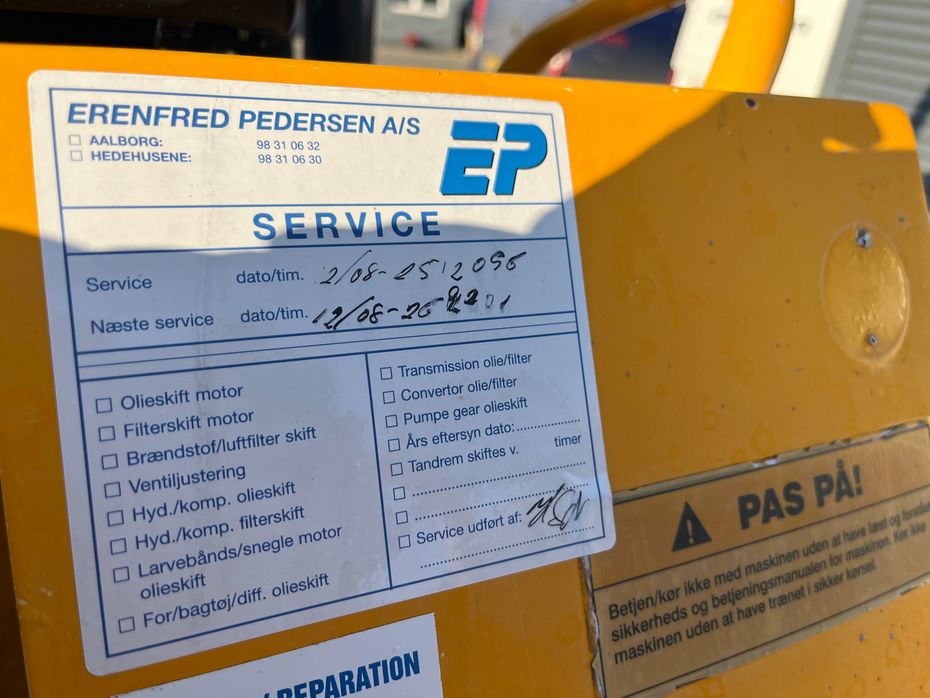 ERENFRED PEDERSEN A/S
☐ AALBORG: 98 31 06 32
☐ HEDEHUSENE: 98 31 06 30
EP
SERVICE
Service dato/tim. 12/08-25 2096
Næste service dato/tim. 12/08-26
☐ Olieskift motor
☐ Filterskift motor
☐ Brændstof/luftfilter skift
☐ Ventiljustering
☐ Hyd./komp. olieskift
☐ Hyd./komp. filterskift
☐ Larvebånds/snegle motor
olieskift
☐ For/bagtøj/diff. olieskift
☐ Transmission olie/filter
☐ Convertor olie/filter
☐ Pumpe gear olieskift
☐ Års eftersyn dato:
☐ Tandrem skiftes v. timer
☐ Service udført af:
REPARATION
PAS PÅ!
Betjen/kør ikke med maskinen uden at have læst og
sikkerheds og betjeningsmanualen for maskinen. Kør ikke
maskinen uden at have trænet i sikker kørsel.